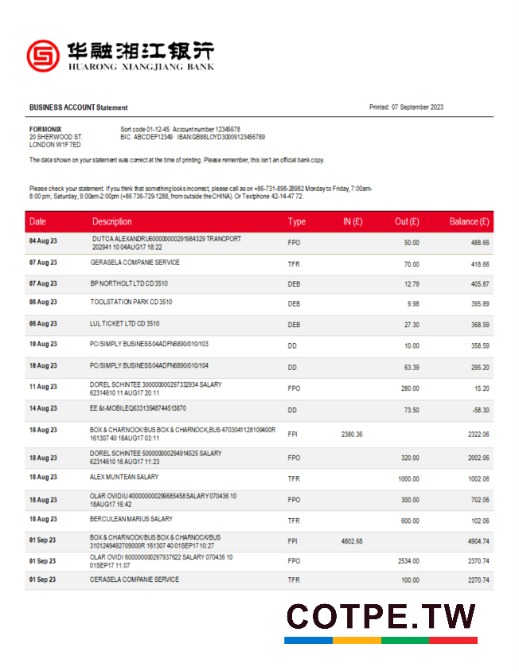 华融湘江银行
HUARONG XIANGJIANG BANK
BUSINESS ACCOUNT Statement
Printed: 07 September 2023
FORMONIX
Sort code 01-12-45 Account number 12345678
20 SHERWOOD ST.
BIC. ABCDEF12349 IBAN:GB88LOYD30009123456789
LONDON W1F7ED
The data shown on your statement was correct at the time of printing. Please remember, this isn't an official bank copy.
Please check your statement. If you think that something looks incorrect, please call as on +86-731-898-28982 Monday to Friday, 7:00am-
8:00 pm; Saturday, 9:00am-2:00pm (+86 736-729-1288, from outside the CHINA). Or Textphone 42-14-47 72.
Date Description Type IN (£) Out (£) Balance (£)
04 Aug 23 DUTCA ALEXANDRU600000000291984329 TRANCPORT FPO 50.00 488.66
202941 10 04AUG17 18:22
07 Aug 23 GERASELA COMPANIE SERVICE TFR 70.00 418.66
07 Aug 23 BP NORTHOLT LTD CD 3510 DEB 12.79 405.87
08 Aug 23 TOOLSTATION PARK CD 3510 DEB 9.98 395.89
08 Aug 23 LUL TICKET LTD CD 3510 DEB 27.30 368.59
10 Aug 23 PC/SIMPLY BUSINESS04ADFN6890/010/103 DD 10.00 358.59
10 Aug 23 PC/SIMPLY BUSINESS04ADFN6890/010/104 DD 63.39 295.20
11 Aug 23 DOREL SCHINTEE 300000000297332934 SALARY FPO 280.00 15.20
62314610 11 AUG17 20:11
14 Aug 23 EE &t-MOBILEQ63313548744513870 DD 73.50 -58.30
18 Aug 23 BOX & CHARNOCK/BUS BOX & CHARNOCK,BUS 4703041128109400R FPI 2380.36 2322.06
161307 40 18AUG17 03:11
18 Aug 23 DOREL SCHINTEE 500000000294914525 SALARY FPO 320.00 2002.06
62314610 18 AUG17 11:23
18 Aug 23 ALEX MUNTEAN SALARY TFR 1000.00 1002.06
18 Aug 23 OLAR OVIDIU 400000000299685458 SALARY 070436 10 FPO 300.00 702.06
18AUG17 16:42
18 Aug 23 BERCULEAN MARIUS SALARY TFR 600.00 102.06
01 Sep 23 BOX & CHARNOCK/BUS BOX & CHARNOCK/BUS FPI 4802.68 4904.74
3101249492709000R 161307 40 01SEP17 10:27
01 Sep 23 OLAR OVIDI 600000000297937622 SALARY 070436 10 FPO 2534.00 2370.74
01SEP17 11:07
01 Sep 23 CERASELA COMPANIE SERVICE TFR 100.00 2270.74
COTPE.TW